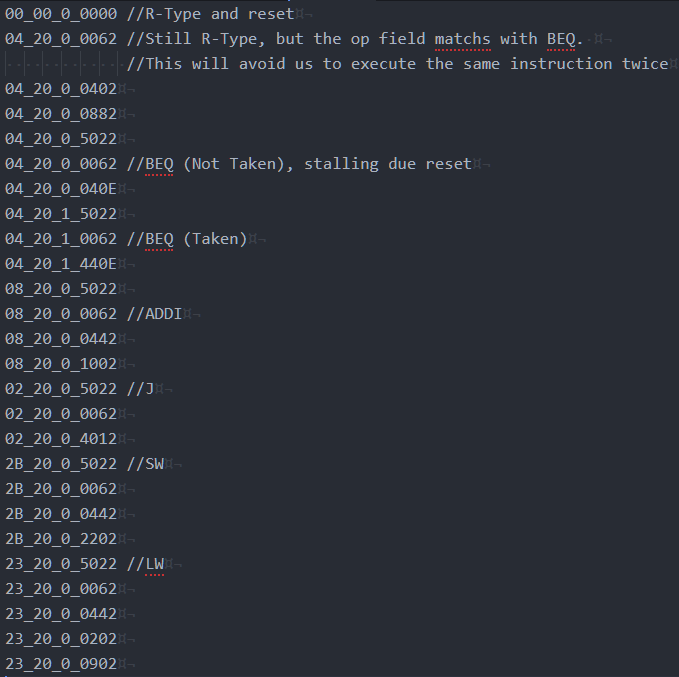 00_00_0_0000 //R-Type and reset
04_20_0_0062 //Still R-Type, but the op field matchs with BEQ.
//This will avoid us to execute the same instruction twice
04_20_0_0402
04_20_0_0882
04_20_0_5022
04_20_0_0062 //BEQ (Not Taken), stalling due reset
04_20_0_040E
04_20_1_5022
04_20_1_0062 //BEQ (Taken)
04_20_1_440E
08_20_0_5022
08_20_0_0062 //ADDI
08_20_0_0442
08_20_0_1002
02_20_0_5022 //J
02_20_0_0062
02_20_0_4012
2B_20_0_5022 //SW
2B_20_0_0062
2B_20_0_0442
2B_20_0_2202
23_20_0_5022 //LW
23_20_0_0062
23_20_0_0442
23_20_0_0202
23_20_0_0902